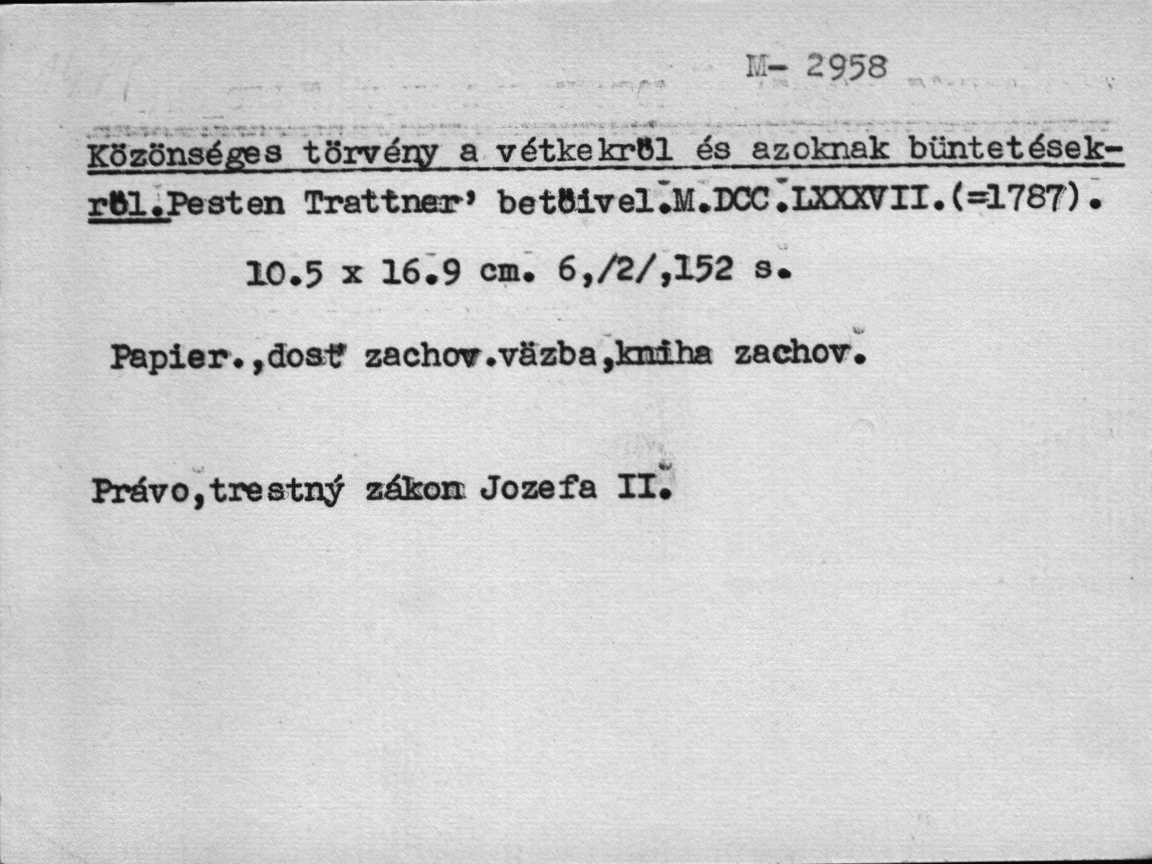 M- 2958
Közönséges törvény a vétkekről és azoknak büntetések-
ről.Pesten Trattner' betőivel.M.DCC.LXXXVII.(=1787).
10.5 x 16.9 cm. 6,/2/,152 s.
Papier.,dosť zachov.väzba,kniha zachov.
Právo,trestný zákon Jozefa II.